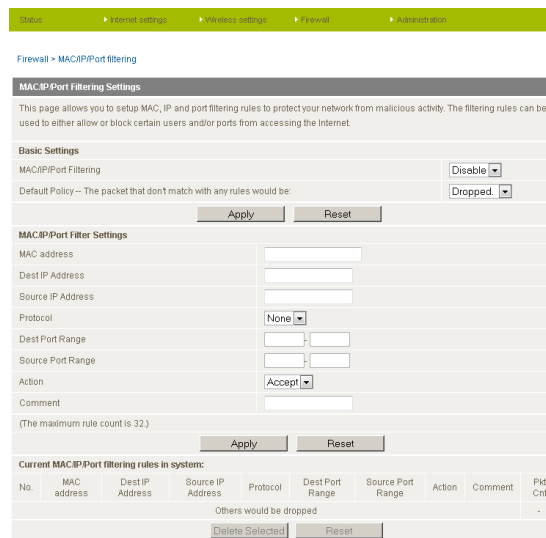 Status Internet settings Wireless settings Firewall Administration
Firewall > MAC/IP/Port filtering
MAC/IP/Port Filtering Settings
This page allows you to setup MAC, IP and port filtering rules to protect your network from malicious activity. The filtering rules can be
used to either allow or block certain users and/or ports from accessing the Internet.
Basic Settings
MAC/IP/Port Filtering Disable
Default Policy -- The packet that don't match with any rules would be: Dropped.
Apply Reset
MAC/IP/Port Filter Settings
MAC address
Dest IP Address
Source IP Address
Protocol None
Dest Port Range -
Source Port Range -
Action Accept
Comment
(The maximum rule count is 32.)
Apply Reset
Current MAC/IP/Port filtering rules in system:
No. MAC address Dest IP Address Source IP Address Protocol Dest Port Range Source Port Range Action Comment Pkt Cnt
Others would be dropped -
Delete Selected Reset